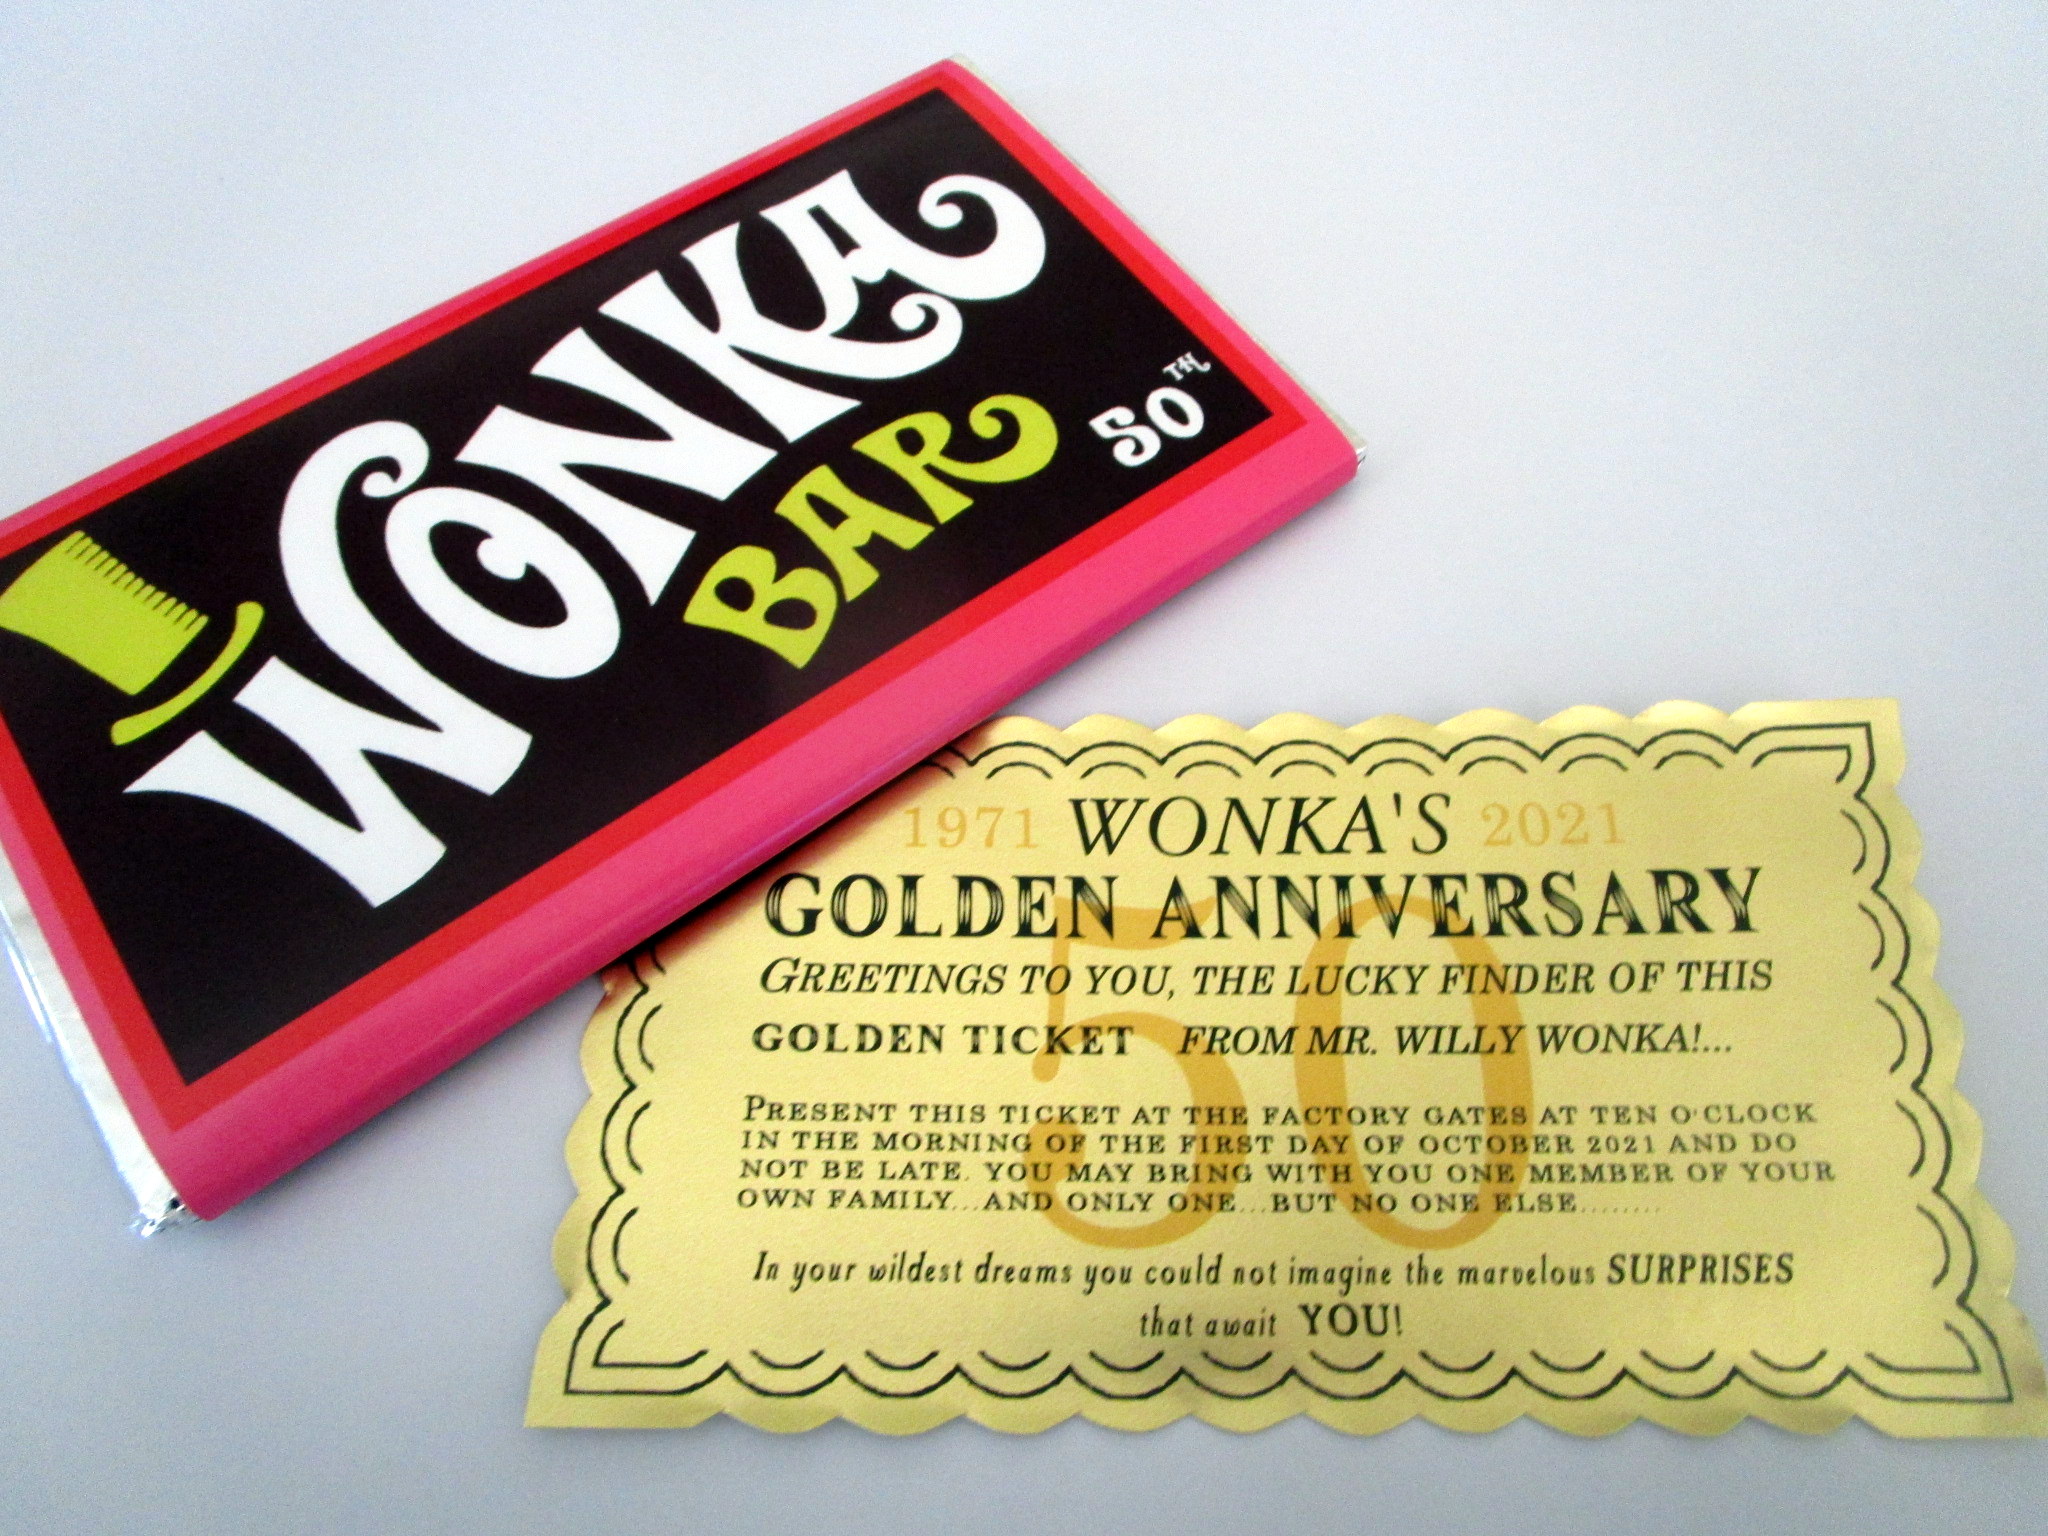 WONKA
BAR
50TH
1971 WONKA'S 2021
GOLDEN ANNIVERSARY
GREETINGS TO YOU, THE LUCKY FINDER OF THIS
GOLDEN TICKET FROM MR. WILLY WONKA!...
50
PRESENT THIS TICKET AT THE FACTORY GATES AT TEN O'CLOCK
IN THE MORNING OF THE FIRST DAY OF OCTOBER 2021 AND DO
NOT BE LATE. YOU MAY BRING WITH YOU ONE MEMBER OF YOUR
OWN FAMILY...AND ONLY ONE...BUT NO ONE ELSE........
In your wildest dreams you could not imagine the marvelous SURPRISES
that await YOU!